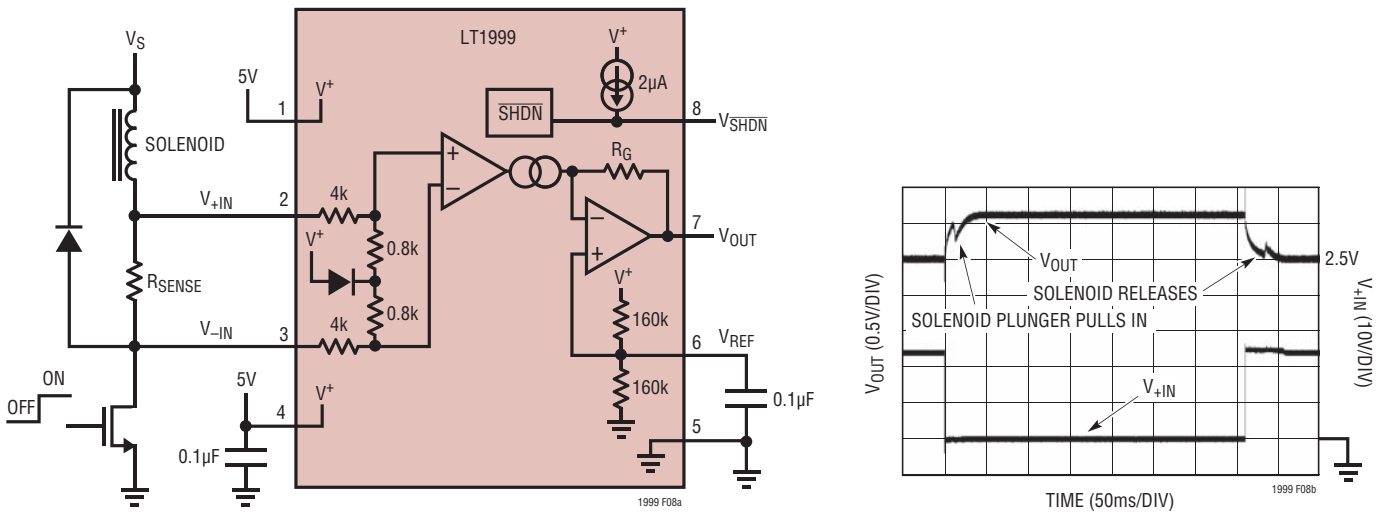 LT1999
V_S
V⁺
5V
V⁺
2µA
1
8
SHDN
V_SHDN
SOLENOID
R_G
V_+IN
2
4k
7
V_OUT
V⁺
0.8k
R_SENSE
V⁺
0.8k
160k
V_–IN
3
4k
6
V_REF
ON
5V
V⁺
160k
OFF
4
0.1µF
5
0.1µF
1999 F08a
V_OUT (0.5V/DIV)
V_OUT
2.5V
SOLENOID RELEASES
SOLENOID PLUNGER PULLS IN
V_+IN
V_+IN (10V/DIV)
TIME (50ms/DIV)
1999 F08b